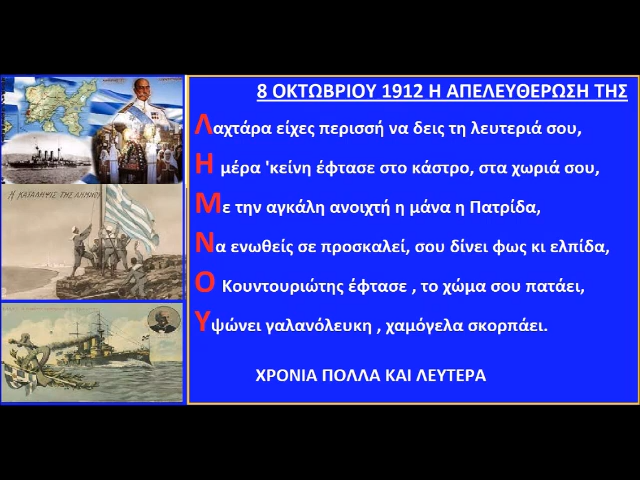 8 ΟΚΤΩΒΡΙΟΥ 1912 Η ΑΠΕΛΕΥΘΕΡΩΣΗ ΤΗΣ
Λαχτάρα είχες περισσή να δεις τη λευτεριά σου,
Η μέρα 'κείνη έφτασε στο κάστρο, στα χωριά σου,
Με την αγκάλη ανοιχτή η μάνα η Πατρίδα,
Να ενωθείς σε προσκαλεί, σου δίνει φως κι ελπίδα,
Ο Κουντουριώτης έφτασε , το χώμα σου πατάει,
Υψώνει γαλανόλευκη , χαμόγελα σκορπάει.
ΧΡΟΝΙΑ ΠΟΛΛΑ ΚΑΙ ΛΕΥΤΕΡΑ
Η ΚΑΤΑΛΗΨΙΣ ΤΗΣ ΛΗΜΝΟΥ